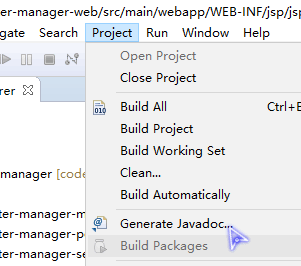 ter-manager-web/src/main/webapp/WEB-INF/jsp/jsp
Search Project Run Window Help
Open Project
Close Project
Build All Ctrl+B
Build Project
Build Working Set
Clean...
Build Automatically
Generate Javadoc...
Build Packages
rer
manager [code
ter-manager-m
ter-manager-p
ter-manager-se